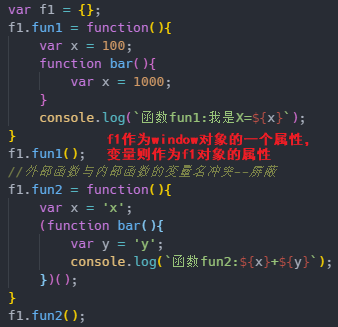 var f1 = {};
f1.fun1 = function(){
    var x = 100;
    function bar(){
        var x = 1000;
    }
    console.log(`函数fun1:我是X=${x}`);
}
f1作为window对象的一个属性,
f1.fun1();
变量则作为f1对象的属性
//外部函数与内部函数的变量名冲突--屏蔽
f1.fun2 = function(){
    var x = 'x';
    (function bar(){
        var y = 'y';
        console.log(`函数fun2:${x}+${y}`);
    })();
}
f1.fun2();